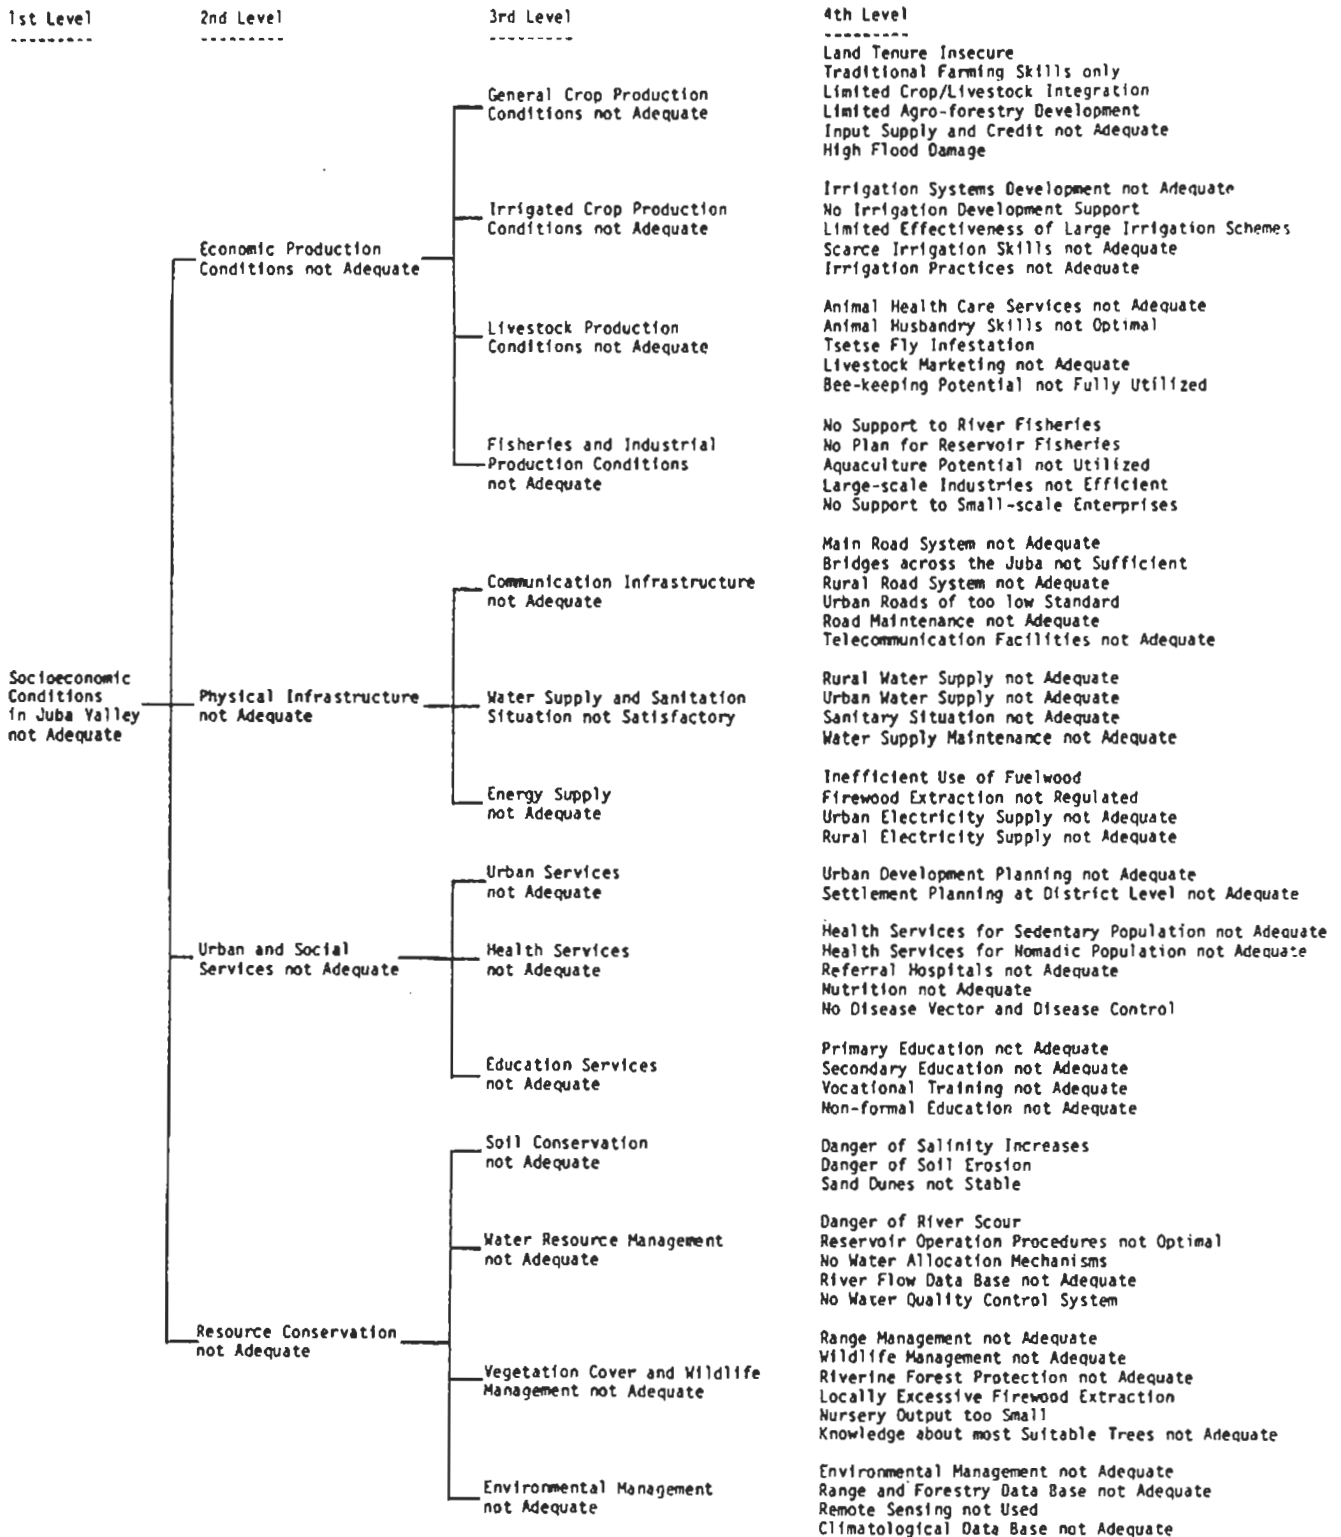 1st Level
2nd Level
3rd Level
4th Level
---------
---------
---------
---------
Socioeconomic
Conditions
in Juba Valley
not Adequate
Economic Production
Conditions not Adequate
General Crop Production
Conditions not Adequate
Land Tenure Insecure
Traditional Farming Skills only
Limited Crop/Livestock Integration
Limited Agro-forestry Development
Input Supply and Credit not Adequate
High Flood Damage
Irrigated Crop Production
Conditions not Adequate
Irrigation Systems Development not Adequate
No Irrigation Development Support
Limited Effectiveness of Large Irrigation Schemes
Scarce Irrigation Skills not Adequate
Irrigation Practices not Adequate
Livestock Production
Conditions not Adequate
Animal Health Care Services not Adequate
Animal Husbandry Skills not Optimal
Tsetse Fly Infestation
Livestock Marketing not Adequate
Bee-keeping Potential not Fully Utilized
Fisheries and Industrial
Production Conditions
not Adequate
No Support to River Fisheries
No Plan for Reservoir Fisheries
Aquaculture Potential not Utilized
Large-scale Industries not Efficient
No Support to Small-scale Enterprises
Physical Infrastructure
not Adequate
Communication Infrastructure
not Adequate
Main Road System not Adequate
Bridges across the Juba not Sufficient
Rural Road System not Adequate
Urban Roads of too low Standard
Road Maintenance not Adequate
Telecommunication Facilities not Adequate
Water Supply and Sanitation
Situation not Satisfactory
Rural Water Supply not Adequate
Urban Water Supply not Adequate
Sanitary Situation not Adequate
Water Supply Maintenance not Adequate
Energy Supply
not Adequate
Inefficient Use of Fuelwood
Firewood Extraction not Regulated
Urban Electricity Supply not Adequate
Rural Electricity Supply not Adequate
Urban and Social
Services not Adequate
Urban Services
not Adequate
Urban Development Planning not Adequate
Settlement Planning at District Level not Adequate
Health Services
not Adequate
Health Services for Sedentary Population not Adequate
Health Services for Nomadic Population not Adequate
Referral Hospitals not Adequate
Nutrition not Adequate
No Disease Vector and Disease Control
Education Services
not Adequate
Primary Education not Adequate
Secondary Education not Adequate
Vocational Training not Adequate
Non-formal Education not Adequate
Resource Conservation
not Adequate
Soil Conservation
not Adequate
Danger of Salinity Increases
Danger of Soil Erosion
Sand Dunes not Stable
Water Resource Management
not Adequate
Danger of River Scour
Reservoir Operation Procedures not Optimal
No Water Allocation Mechanisms
River Flow Data Base not Adequate
No Water Quality Control System
Vegetation Cover and Wildlife
Management not Adequate
Range Management not Adequate
Wildlife Management not Adequate
Riverine Forest Protection not Adequate
Locally Excessive Firewood Extraction
Nursery Output too Small
Knowledge about most Suitable Trees not Adequate
Environmental Management
not Adequate
Environmental Management not Adequate
Range and Forestry Data Base not Adequate
Remote Sensing not Used
Climatological Data Base not Adequate